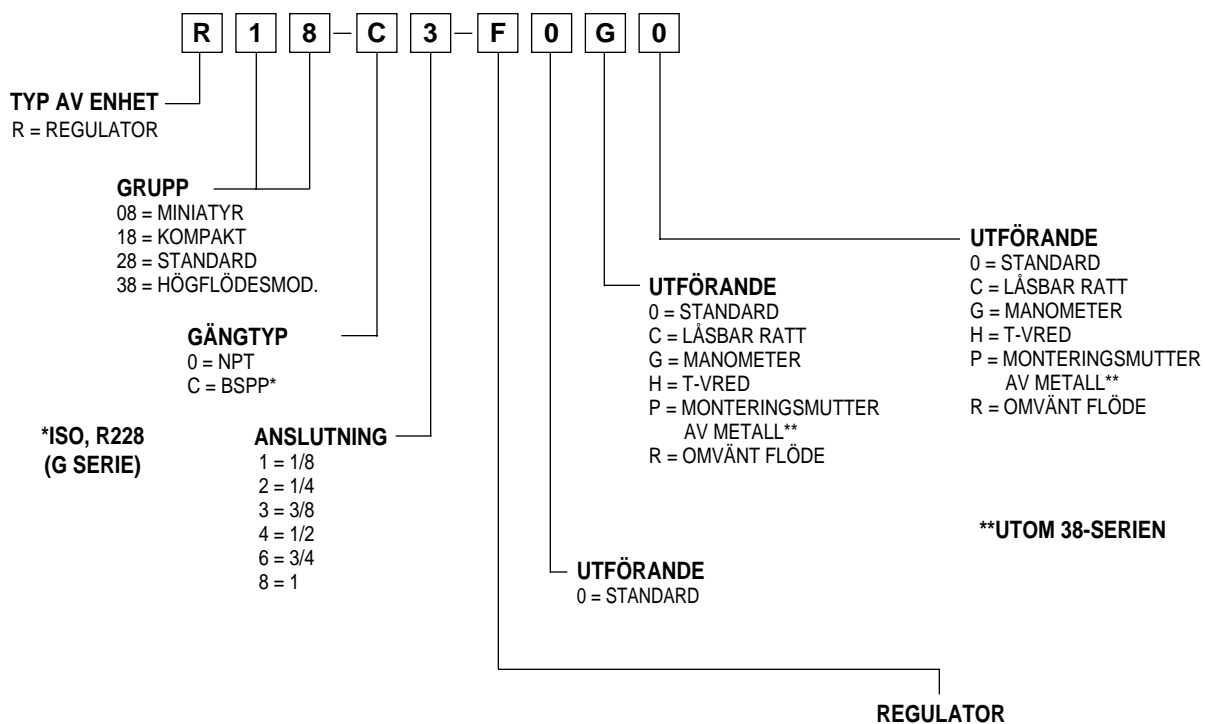 R 1 8 – C 3 – F 0 G 0
TYP AV ENHET
R = REGULATOR
GRUPP
08 = MINIATYR
18 = KOMPAKT
28 = STANDARD
38 = HÖGFLÖDESMOD.
GÄNGTYP
0 = NPT
C = BSPP*
*ISO, R228
(G SERIE)
ANSLUTNING
1 = 1/8
2 = 1/4
3 = 3/8
4 = 1/2
6 = 3/4
8 = 1
UTFÖRANDE
0 = STANDARD
UTFÖRANDE
0 = STANDARD
C = LÅSBAR RATT
G = MANOMETER
H = T-VRED
P = MONTERINGSMUTTER
AV METALL**
R = OMVÄNT FLÖDE
UTFÖRANDE
0 = STANDARD
C = LÅSBAR RATT
G = MANOMETER
H = T-VRED
P = MONTERINGSMUTTER
AV METALL**
R = OMVÄNT FLÖDE
**UTOM 38-SERIEN
REGULATOR